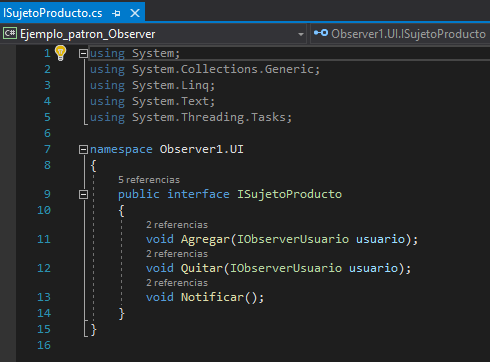 ISujetoProducto.cs
C# Ejemplo_patron_Observer Observer1.UI.ISujetoProducto
1 using System;
2 using System.Collections.Generic;
3 using System.Linq;
4 using System.Text;
5 using System.Threading.Tasks;
6
7 namespace Observer1.UI
8 {
5 referencias
9 public interface ISujetoProducto
10 {
2 referencias
11 void Agregar(IObserverUsuario usuario);
2 referencias
12 void Quitar(IObserverUsuario usuario);
2 referencias
13 void Notificar();
14 }
15 }
16